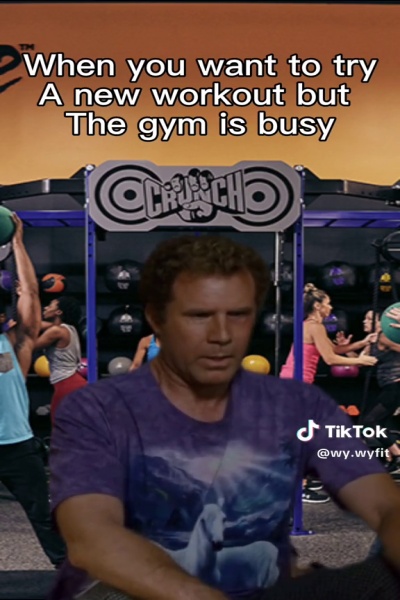 When you want to try
A new workout but
The gym is busy
CRUNCH
TikTok
@wy.wyfit